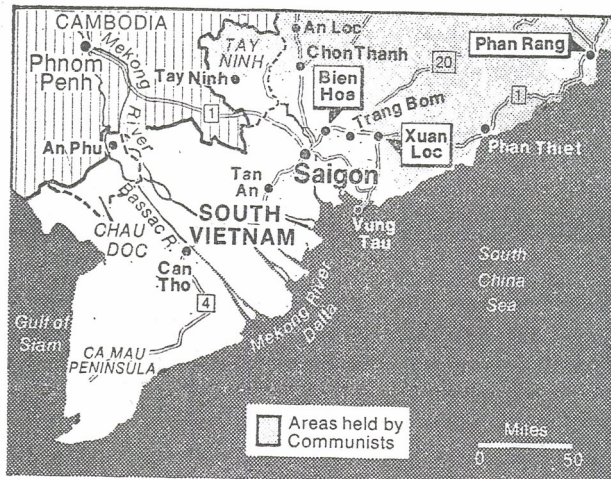 CAMBODIA
Phnom
Penh
Mekong
River
An Loc
Chon Thanh
TAY
NINH
Tay Ninh
Bien
Hoa
20
Phan Rang
1
1
Trang Bom
Xuan
Loc
Phan Thiet
An Phu
Tan
An
Saigon
SOUTH
VIETNAM
Vung
Tau
Bassac R.
CHAU
DOC
Can
Tho
4
South
China
Sea
Gulf of
Siam
CA MAU
PENINSULA
Mekong River
Delta
Areas held by
Communists
Miles
0 50